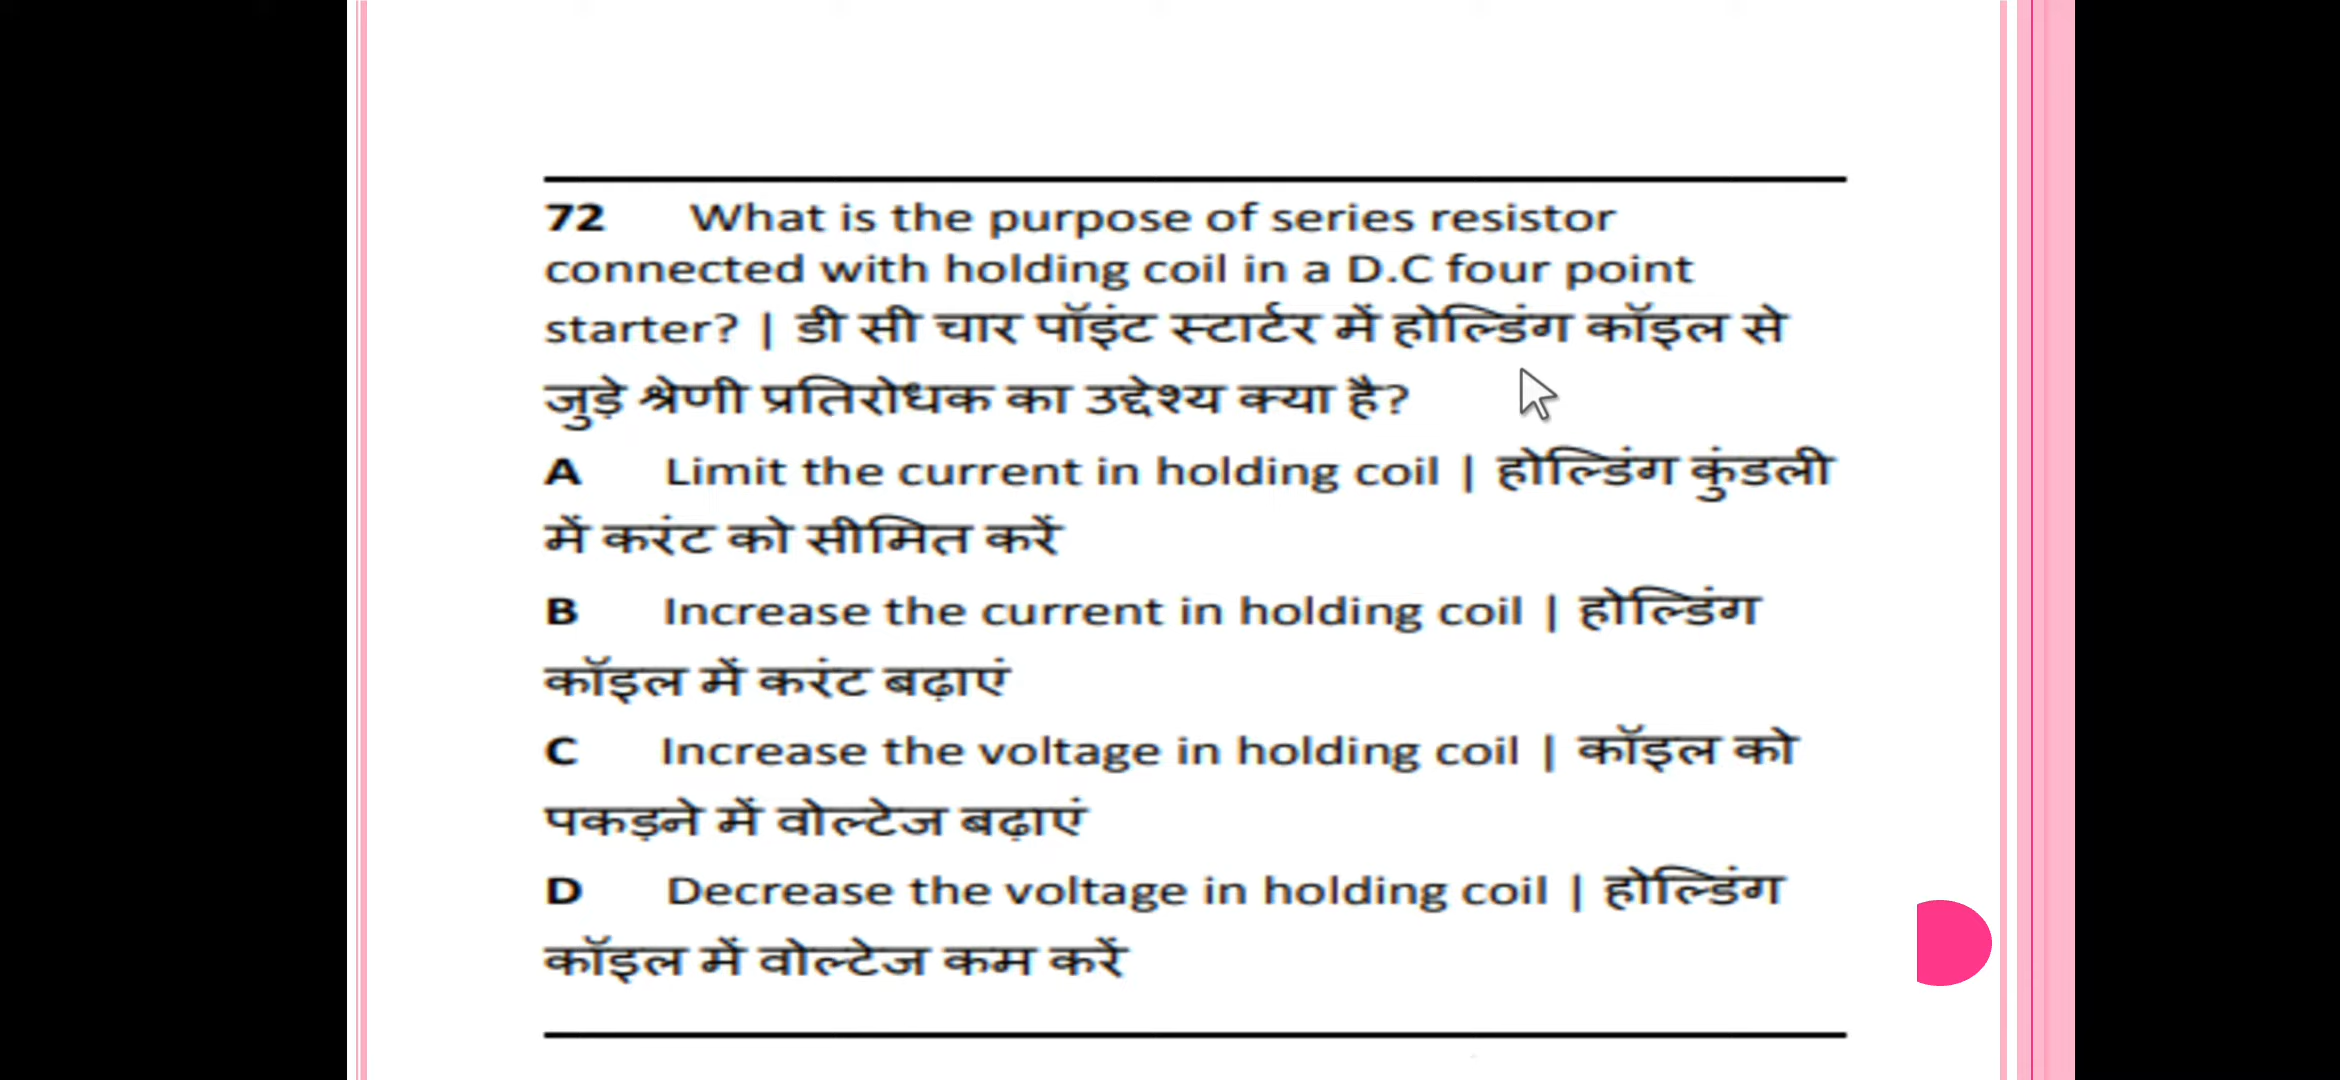 72 What is the purpose of series resistor
connected with holding coil in a D.C four point
starter? | डी सी चार पॉइंट स्टार्टर में होल्डिंग कॉइल से
जुड़े श्रेणी प्रतिरोधक का उद्देश्य क्या है?
A Limit the current in holding coil | होल्डिंग कुंडली
में करंट को सीमित करें
B Increase the current in holding coil | होल्डिंग
कॉइल में करंट बढ़ाएं
C Increase the voltage in holding coil | कॉइल को
पकड़ने में वोल्टेज बढ़ाएं
D Decrease the voltage in holding coil | होल्डिंग
कॉइल में वोल्टेज कम करें